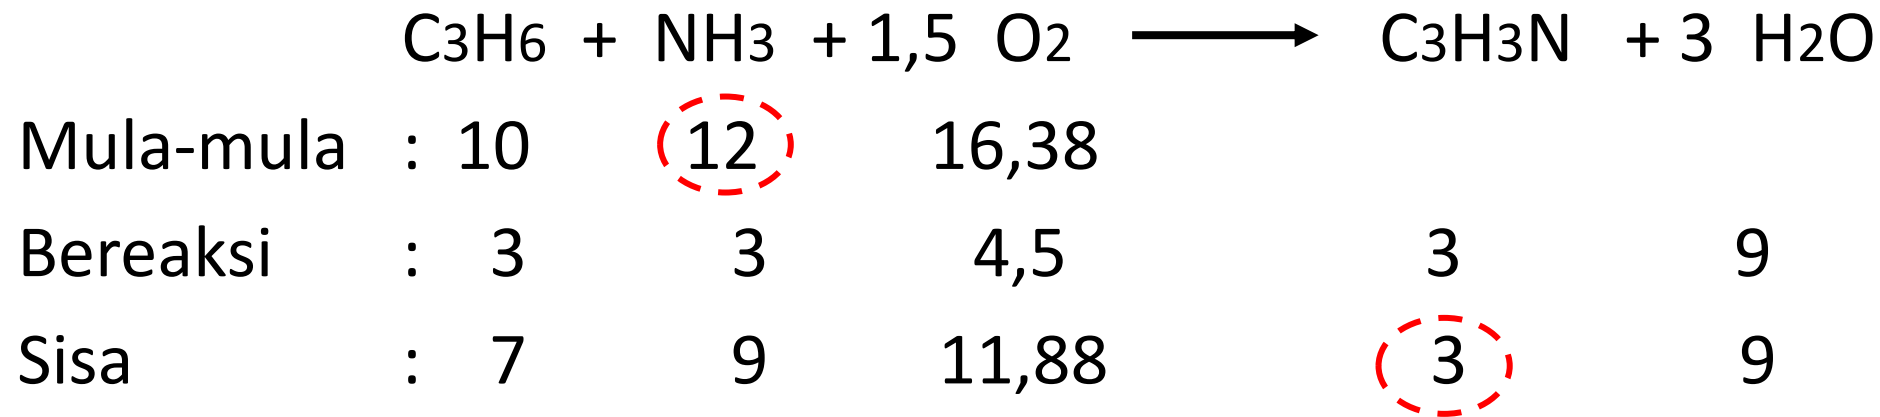 C3H6 + NH3 + 1,5 O2 ⟶ C3H3N + 3 H2O
Mula-mula : 10 12 16,38
Bereaksi : 3 3 4,5 3 9
Sisa : 7 9 11,88 3 9